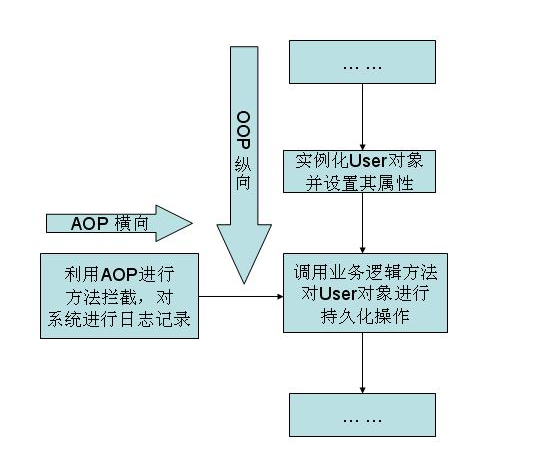 … …
OOP 纵向
实例化User对象
并设置其属性
AOP 横向
利用AOP进行
方法拦截，对
系统进行日志记录
调用业务逻辑方法
对User对象进行
持久化操作
… …